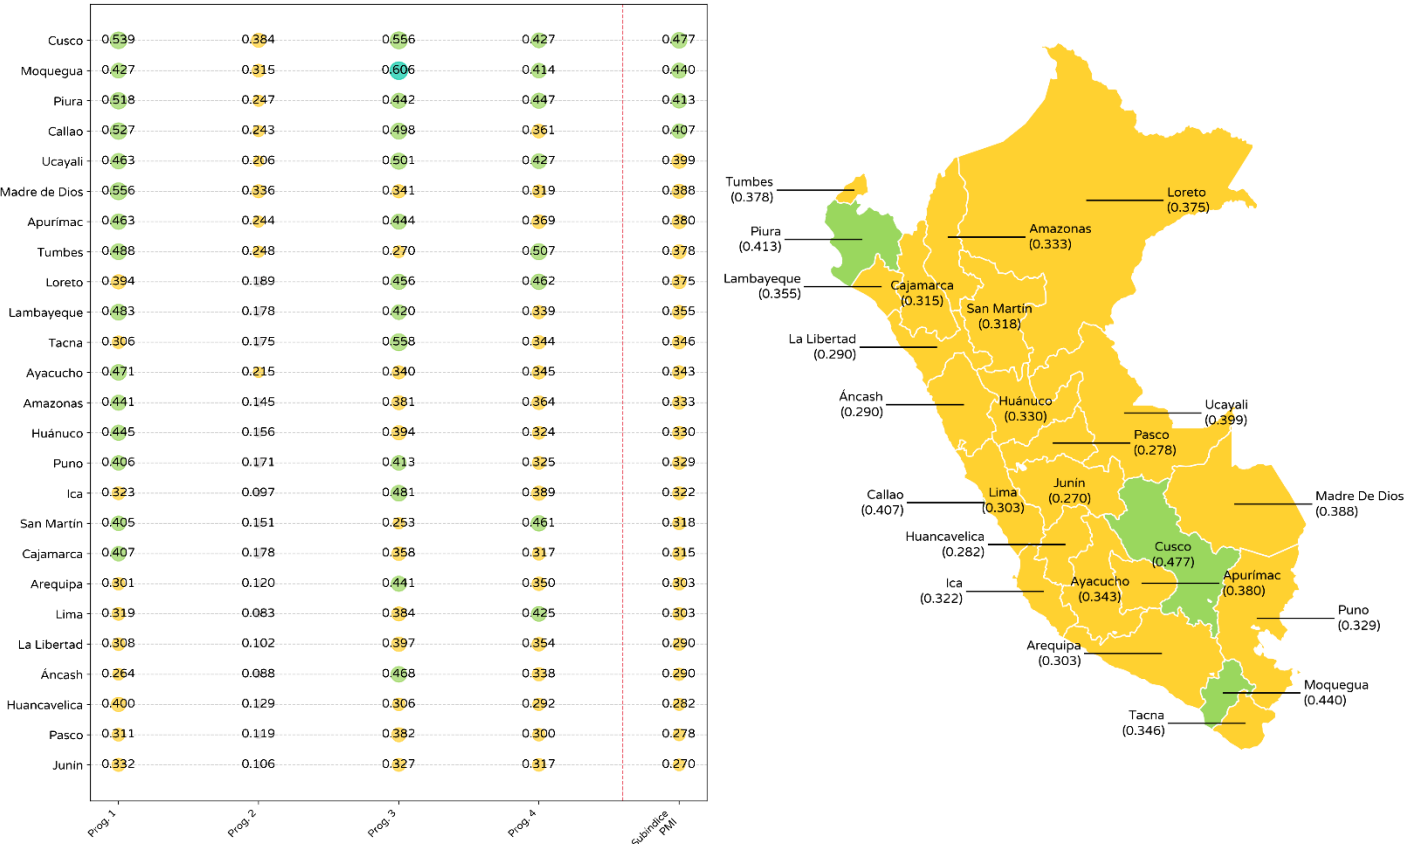 Cusco 0.539 0.384 0.556 0.427 0.477
Moquegua 0.427 0.315 0.606 0.414 0.440
Piura 0.518 0.247 0.442 0.447 0.413
Callao 0.527 0.243 0.498 0.361 0.407
Ucayali 0.463 0.206 0.501 0.427 0.399
Madre de Dios 0.556 0.336 0.341 0.319 0.388
Apurímac 0.463 0.244 0.444 0.369 0.380
Tumbes 0.488 0.248 0.270 0.507 0.378
Loreto 0.394 0.189 0.456 0.462 0.375
Lambayeque 0.483 0.178 0.420 0.339 0.355
Tacna 0.306 0.175 0.558 0.344 0.346
Ayacucho 0.471 0.215 0.340 0.345 0.343
Amazonas 0.441 0.145 0.381 0.364 0.333
Huánuco 0.445 0.156 0.394 0.324 0.330
Puno 0.406 0.171 0.413 0.325 0.329
Ica 0.323 0.097 0.481 0.389 0.322
San Martín 0.405 0.151 0.253 0.461 0.318
Cajamarca 0.407 0.178 0.358 0.317 0.315
Arequipa 0.301 0.120 0.441 0.350 0.303
Lima 0.319 0.083 0.384 0.425 0.303
La Libertad 0.308 0.102 0.397 0.354 0.290
Áncash 0.264 0.088 0.468 0.338 0.290
Huancavelica 0.400 0.129 0.306 0.292 0.282
Pasco 0.311 0.119 0.382 0.300 0.278
Junín 0.332 0.106 0.327 0.317 0.270
Prog. 1 Prog. 2 Prog. 3 Prog. 4 Subíndice
PMI
Tumbes
(0.378)
Loreto
(0.375)
Piura
(0.413)
Amazonas
(0.333)
Lambayeque
(0.355)
Cajamarca
(0.315)
San Martín
(0.318)
La Libertad
(0.290)
Áncash
(0.290)
Huánuco
(0.330)
Ucayali
(0.399)
Pasco
(0.278)
Callao
(0.407)
Lima
(0.303)
Junín
(0.270)
Madre De Dios
(0.388)
Huancavelica
(0.282)
Cusco
(0.477)
Ica
(0.322)
Ayacucho
(0.343)
Apurímac
(0.380)
Puno
(0.329)
Arequipa
(0.303)
Moquegua
(0.440)
Tacna
(0.346)